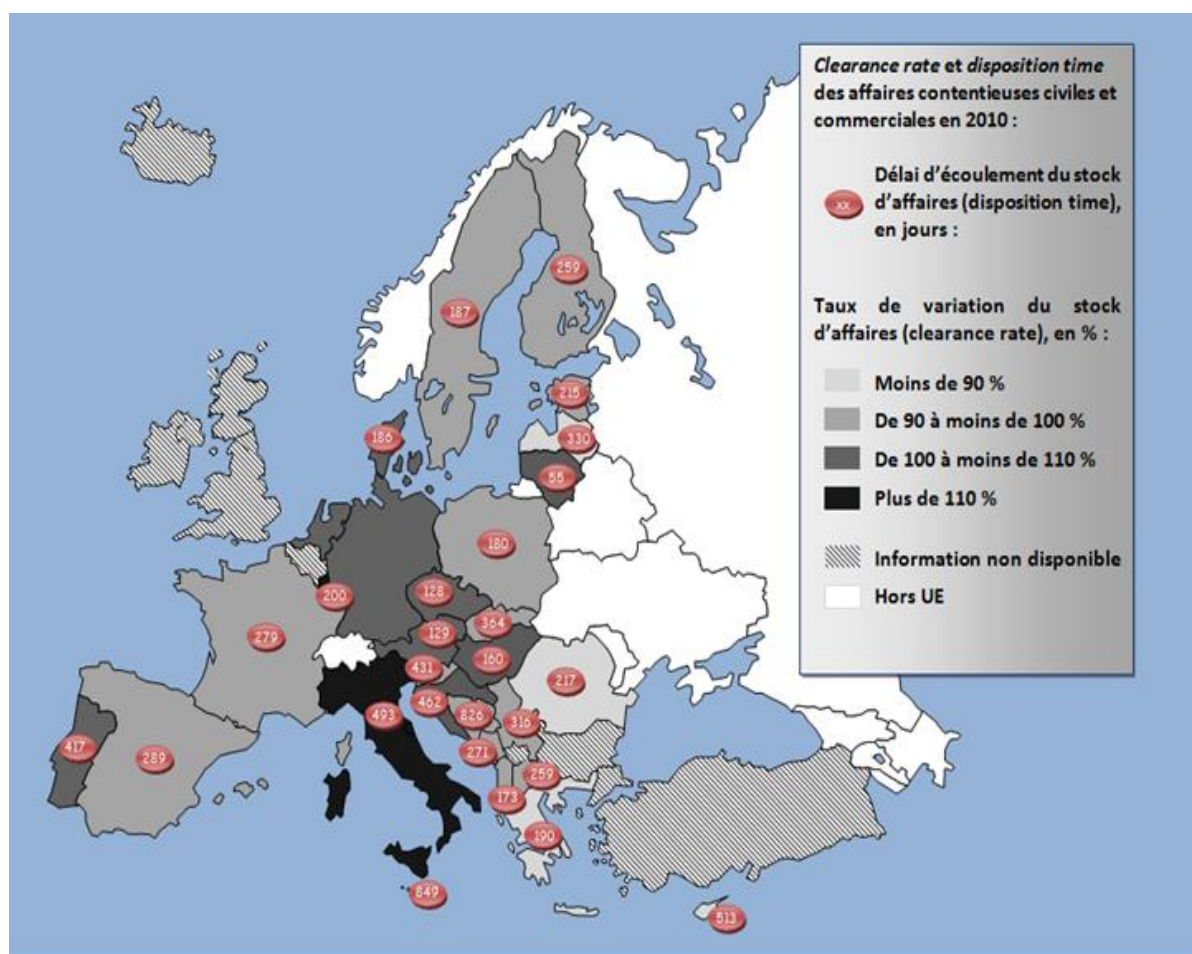 Clearance rate et disposition time
des affaires contentieuses civiles et
commerciales en 2010 :
xx
Délai d'écoulement du stock
d'affaires (disposition time),
en jours :
Taux de variation du stock
d'affaires (clearance rate), en % :
Moins de 90 %
De 90 à moins de 100 %
De 100 à moins de 110 %
Plus de 110 %
Information non disponible
Hors UE
259
187
215
186
330
55
180
200
128
364
279
129
160
431
217
462
493
826
316
417
289
271
259
173
190
849
513